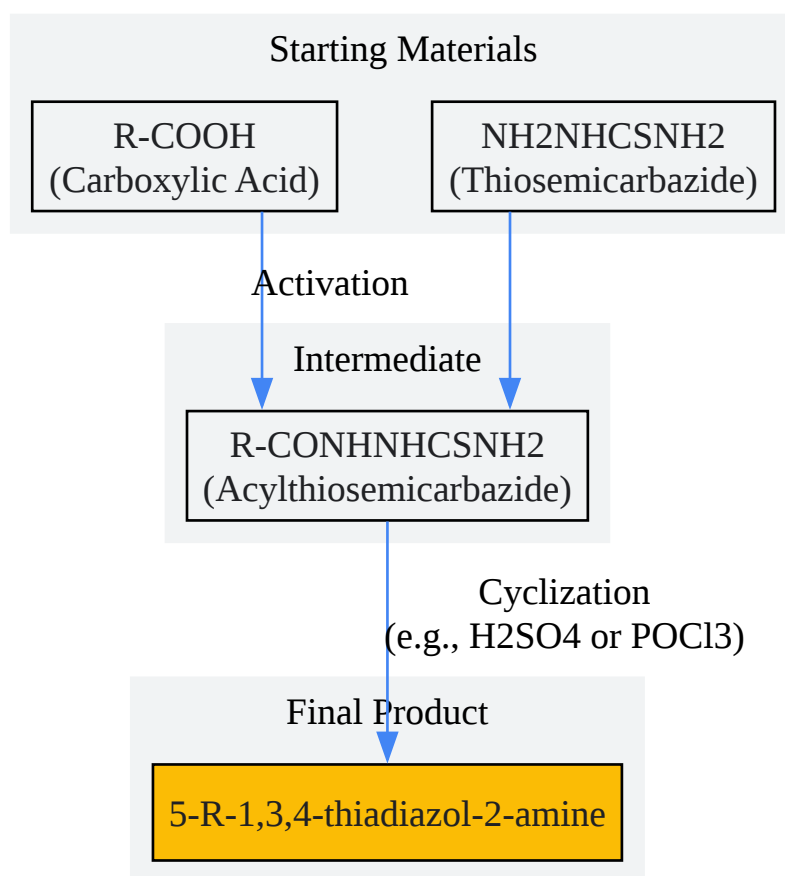 Starting Materials
R-COOH
(Carboxylic Acid)
NH2NHCSNH2
(Thiosemicarbazide)
Activation
Intermediate
R-CONHNHCSNH2
(Acylthiosemicarbazide)
Cyclization
(e.g., H2SO4 or POCl3)
Final Product
5-R-1,3,4-thiadiazol-2-amine